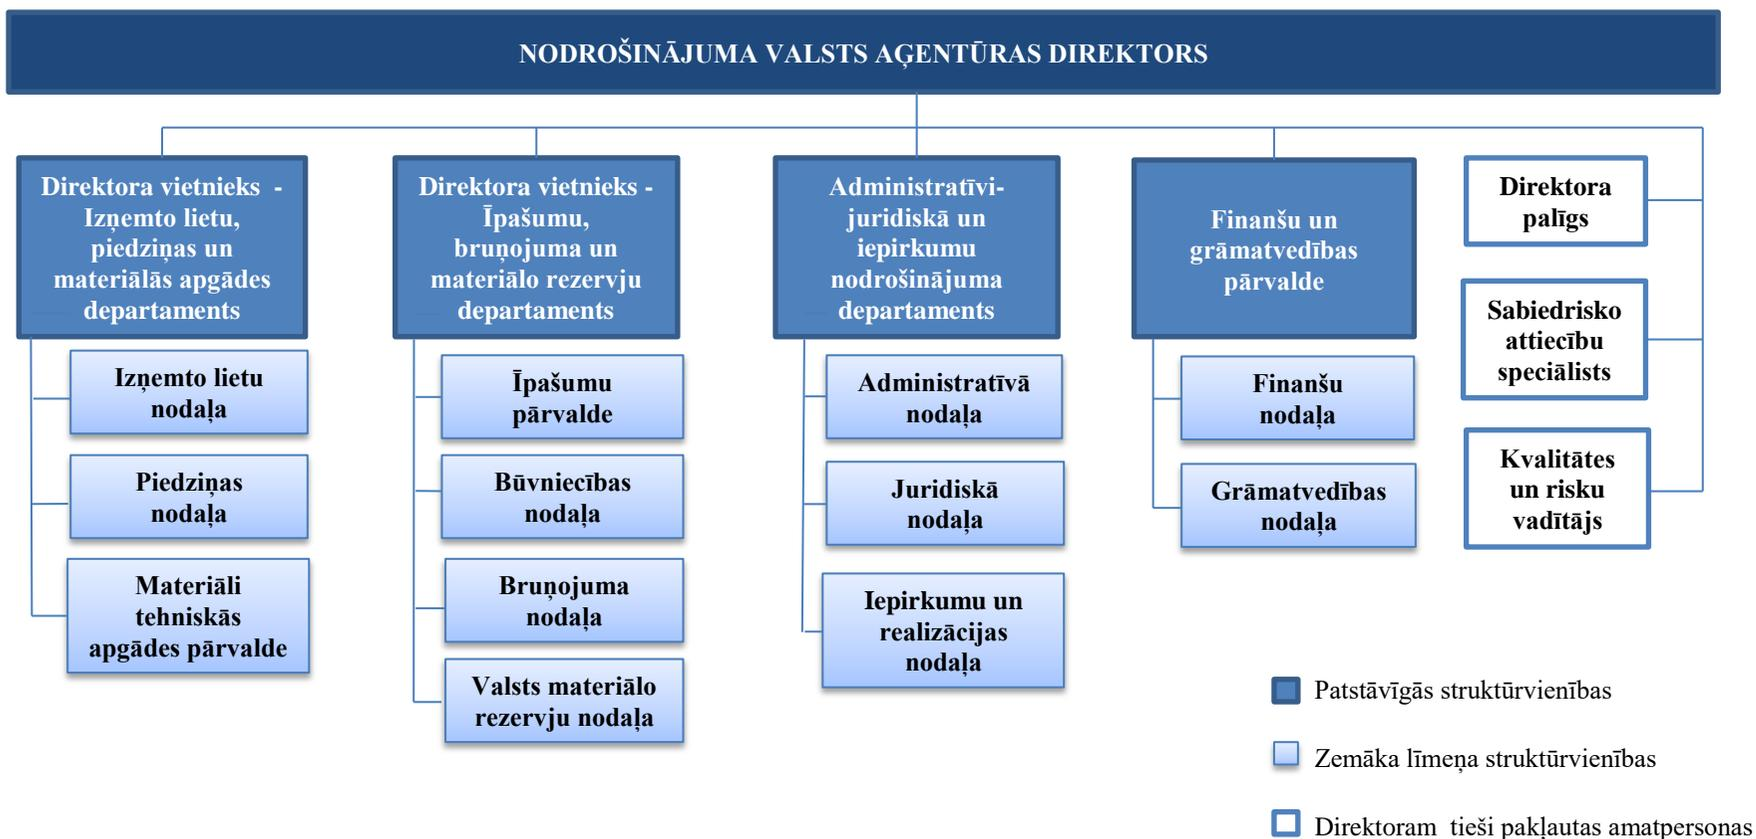 NODROŠINĀJUMA VALSTS AĢENTŪRAS DIREKTORS
Direktora vietnieks -
Izņemto lietu,
piedziņas un
materiālās apgādes
departaments
Izņemto lietu
nodaļa
Piedziņas
nodaļa
Materiāli
tehniskās
apgādes pārvalde
Direktora vietnieks -
Īpašumu,
bruņojuma un
materiālo rezervju
departaments
Īpašumu
pārvalde
Būvniecības
nodaļa
Bruņojuma
nodaļa
Valsts materiālo
rezervju nodaļa
Administratīvi-
juridiskā un
iepirkumu
nodrošinājuma
departaments
Administratīvā
nodaļa
Juridiskā
nodaļa
Iepirkumu un
realizācijas
nodaļa
Finanšu un
grāmatvedības
pārvalde
Finanšu
nodaļa
Grāmatvedības
nodaļa
Direktora
palīgs
Sabiedrisko
attiecību
speciālists
Kvalitātes
un risku
vadītājs
Patstāvīgās struktūrvienības
Zemāka līmeņa struktūrvienības
Direktoram tieši pakļautas amatpersonas